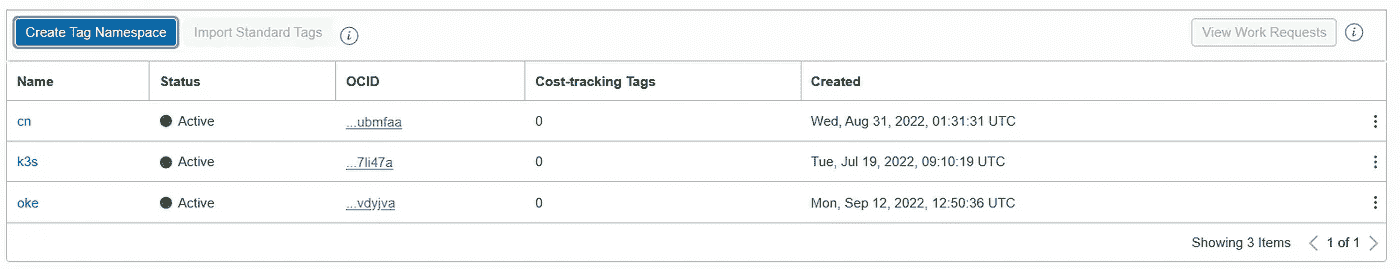 Create Tag Namespace Import Standard Tags i View Work Requests i
Name Status OCID Cost-tracking Tags Created
cn Active ...ubmfaa 0 Wed, Aug 31, 2022, 01:31:31 UTC
k3s Active ...7li47a 0 Tue, Jul 19, 2022, 09:10:19 UTC
oke Active ...vdyjva 0 Mon, Sep 12, 2022, 12:50:36 UTC
Showing 3 Items < 1 of 1 >